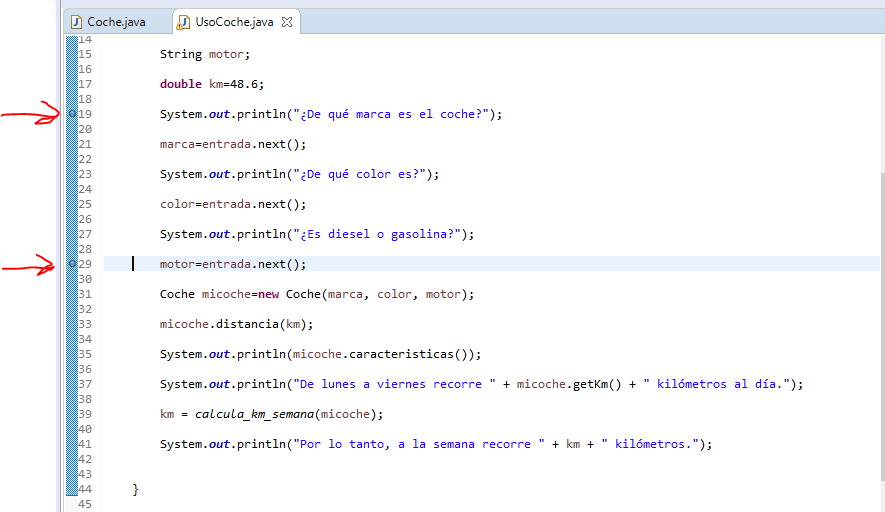 Coche.java UsoCoche.java
14
15 String motor;
16
17 double km=48.6;
18
19 System.out.println("¿De qué marca es el coche?");
20
21 marca=entrada.next();
22
23 System.out.println("¿De qué color es?");
24
25 color=entrada.next();
26
27 System.out.println("¿Es diesel o gasolina?");
28
29 motor=entrada.next();
30
31 Coche micoche=new Coche(marca, color, motor);
32
33 micoche.distancia(km);
34
35 System.out.println(micoche.caracteristicas());
36
37 System.out.println("De lunes a viernes recorre " + micoche.getKm() + " kilómetros al día.");
38
39 km = calcula_km_semana(micoche);
40
41 System.out.println("Por lo tanto, a la semana recorre " + km + " kilómetros.");
42
43
44 }
45